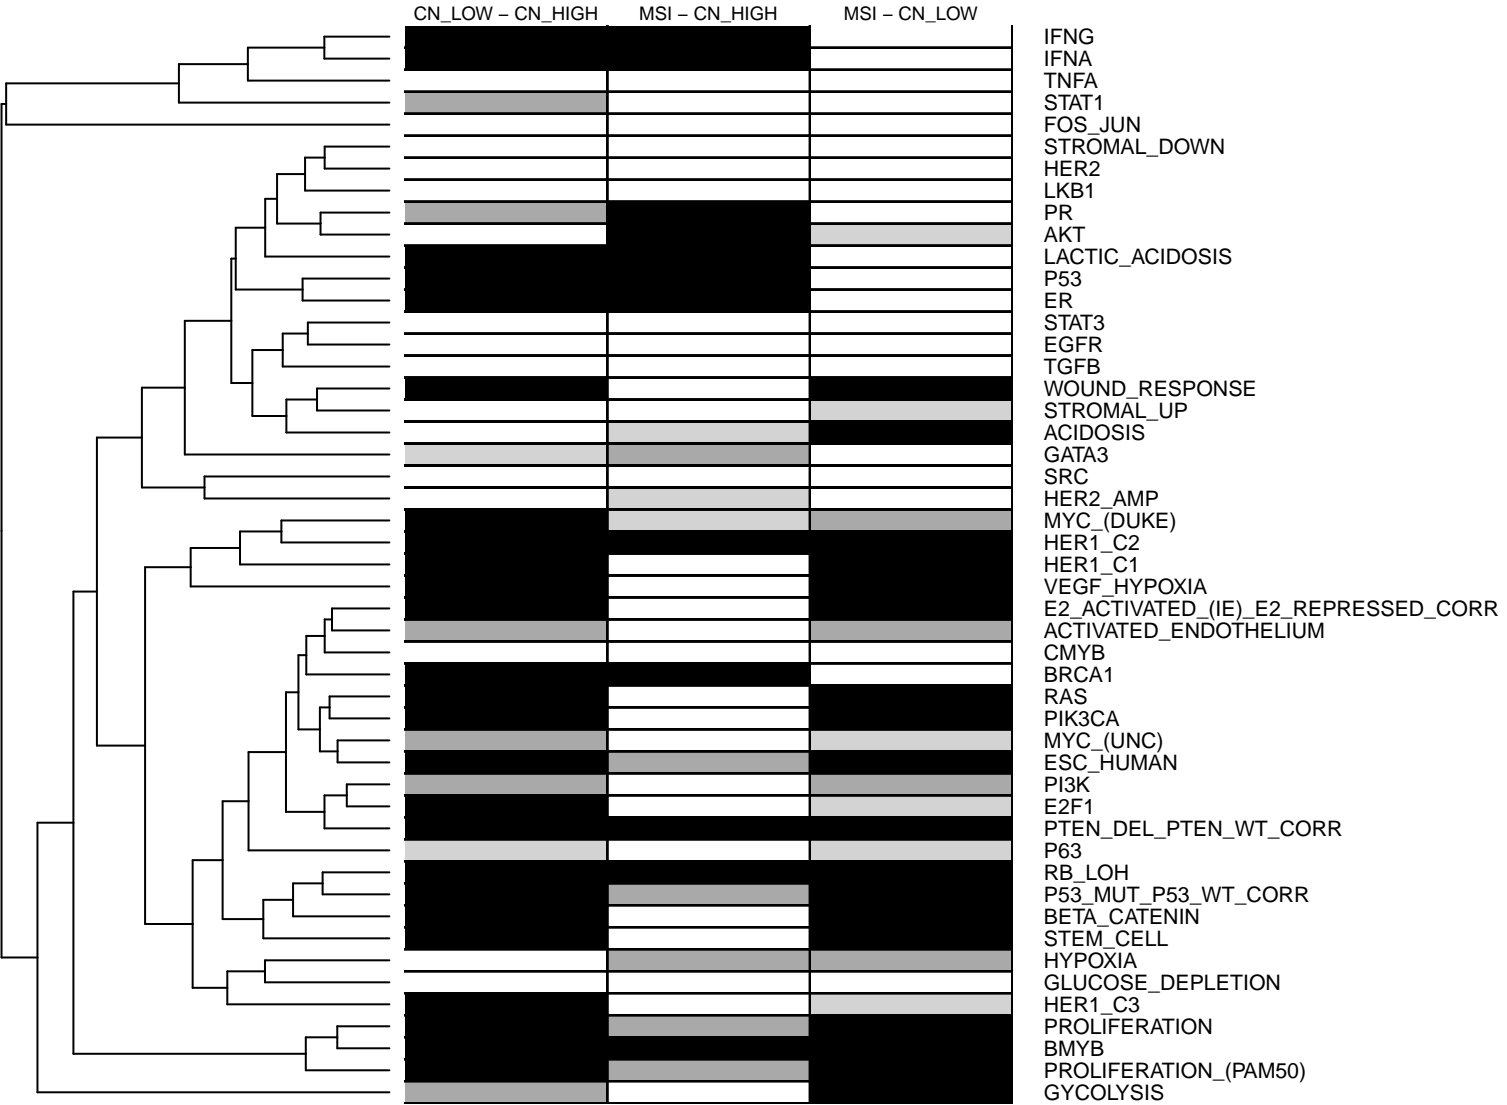 CN_LOW – CN_HIGH MSI – CN_HIGH MSI – CN_LOW
IFNG
IFNA
TNFA
STAT1
FOS_JUN
STROMAL_DOWN
HER2
LKB1
PR
AKT
LACTIC_ACIDOSIS
P53
ER
STAT3
EGFR
TGFB
WOUND_RESPONSE
STROMAL_UP
ACIDOSIS
GATA3
SRC
HER2_AMP
MYC_(DUKE)
HER1_C2
HER1_C1
VEGF_HYPOXIA
E2_ACTIVATED_(IE)_E2_REPRESSED_CORR
ACTIVATED_ENDOTHELIUM
CMYB
BRCA1
RAS
PIK3CA
MYC_(UNC)
ESC_HUMAN
PI3K
E2F1
PTEN_DEL_PTEN_WT_CORR
P63
RB_LOH
P53_MUT_P53_WT_CORR
BETA_CATENIN
STEM_CELL
HYPOXIA
GLUCOSE_DEPLETION
HER1_C3
PROLIFERATION
BMYB
PROLIFERATION_(PAM50)
GYCOLYSIS